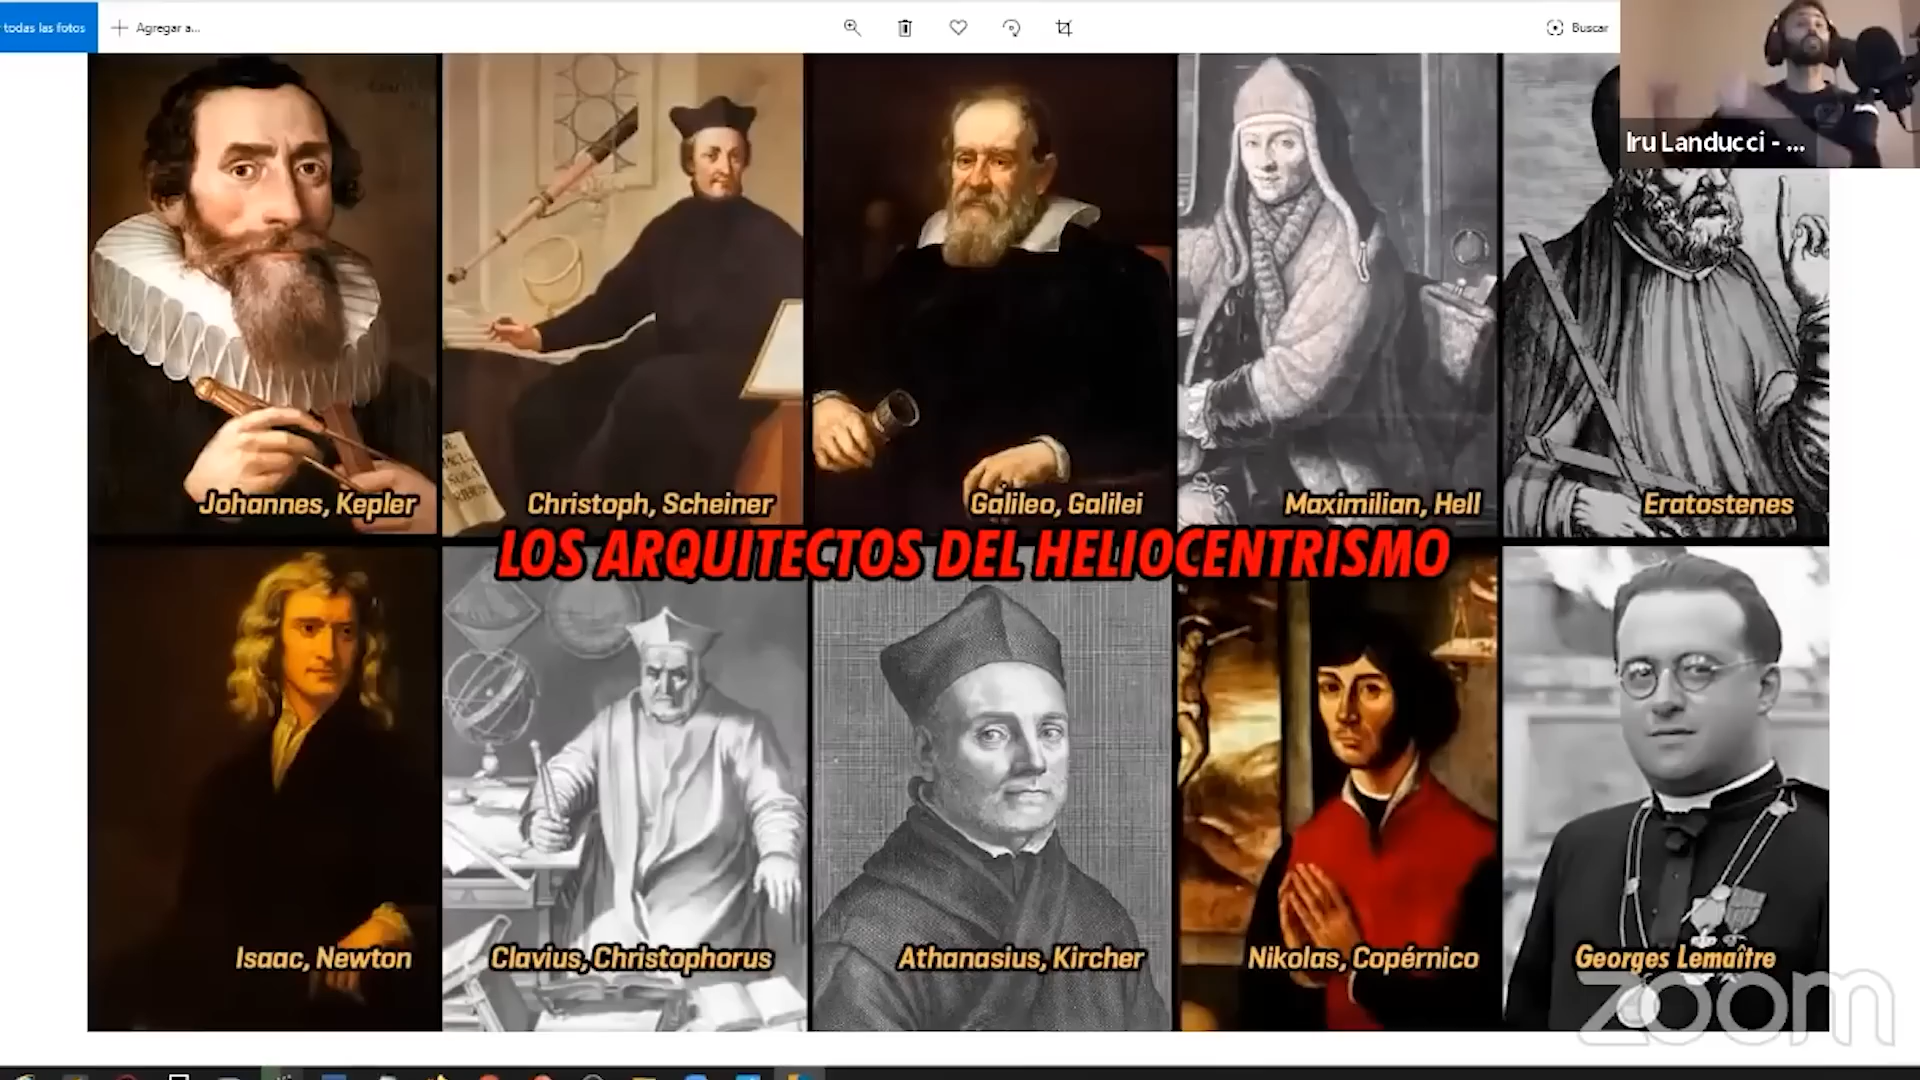 todas las fotos
Agregar a...
Buscar
Iru Landucci - ...
Johannes, Kepler
Christoph, Scheiner
Galileo, Galilei
Maximilian, Hell
Eratostenes
LOS ARQUITECTOS DEL HELIOCENTRISMO
Isaac, Newton
Clavius, Christophorus
Athanasius, Kircher
Nikolas, Copérnico
Georges Lemaître
zoom